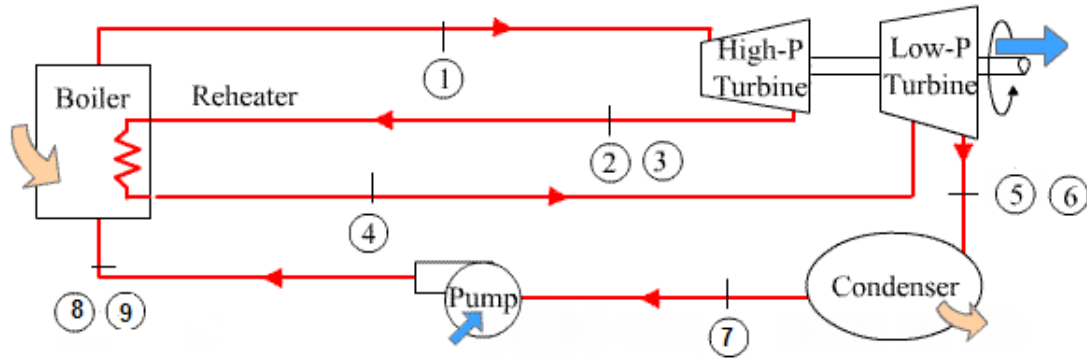 High-P
Turbine
Low-P
Turbine
Boiler
Reheater
1
2 3
4
5 6
Condenser
Pump
7
8 9